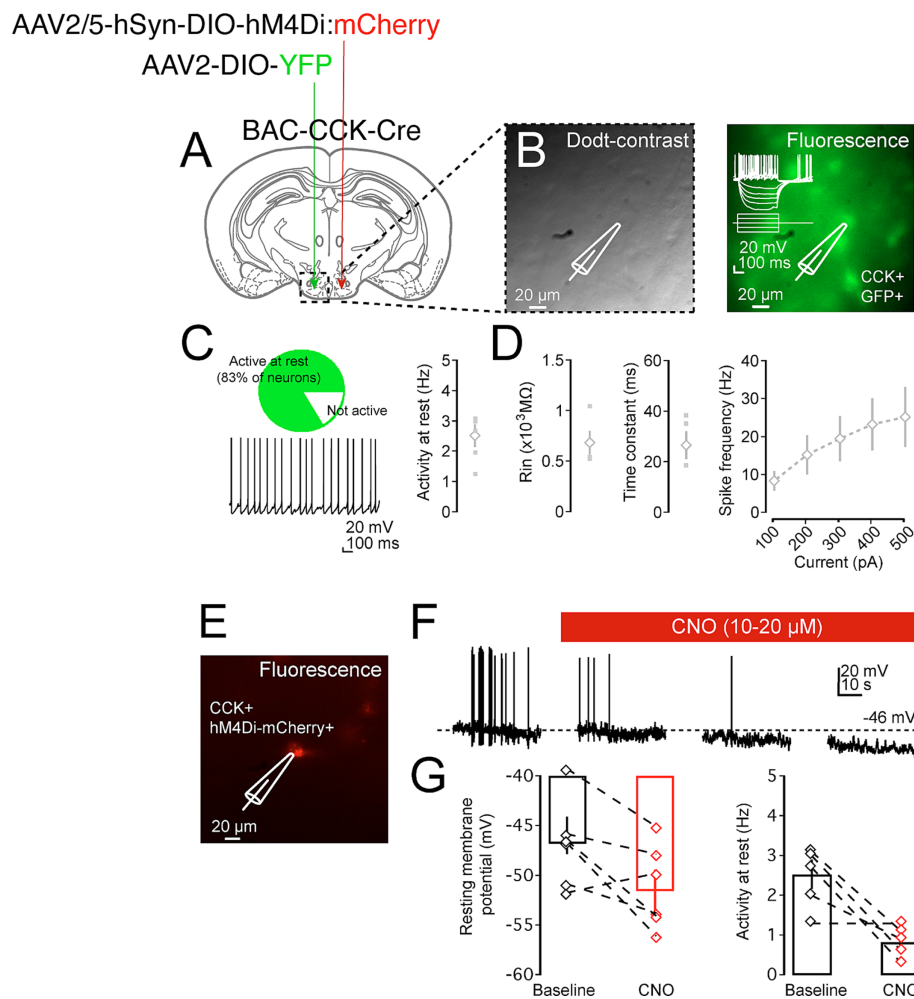 AAV2/5-hSyn-DIO-hM4Di:mCherry
AAV2-DIO-YFP
BAC-CCK-Cre
A
B
Dodt-contrast
20 µm
Fluorescence
20 mV
100 ms
CCK+
GFP+
20 µm
C
Active at rest
(83% of neurons)
Not active
20 mV
100 ms
Activity at rest (Hz)
5
4
3
2
1
0
D
Rin (x10³MΩ)
1.5
1
0.5
0
Time constant (ms)
60
40
20
0
Spike frequency (Hz)
40
30
20
10
0
100
200
300
400
500
Current (pA)
E
Fluorescence
CCK+
hM4Di-mCherry+
20 µm
F
CNO (10-20 µM)
20 mV
10 s
-46 mV
G
Resting membrane
potential (mV)
-40
-45
-50
-55
-60
Baseline
CNO
Activity at rest (Hz)
5
4
3
2
1
0
Baseline
CNO